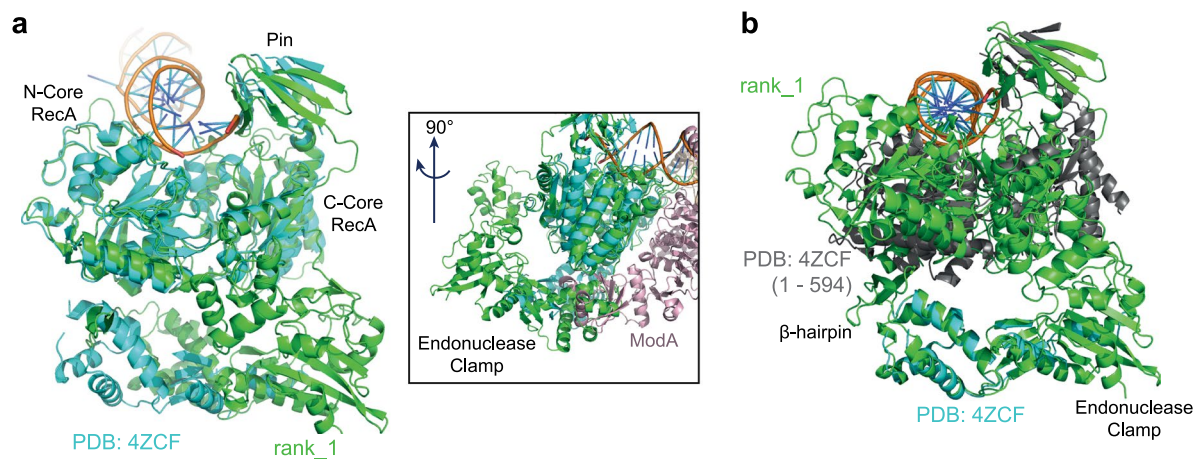 a
Pin
N-Core
RecA
C-Core
RecA
PDB: 4ZCF
rank_1
90°
Endonuclease
Clamp
ModA
b
rank_1
PDB: 4ZCF
(1 - 594)
β-hairpin
PDB: 4ZCF
Endonuclease
Clamp